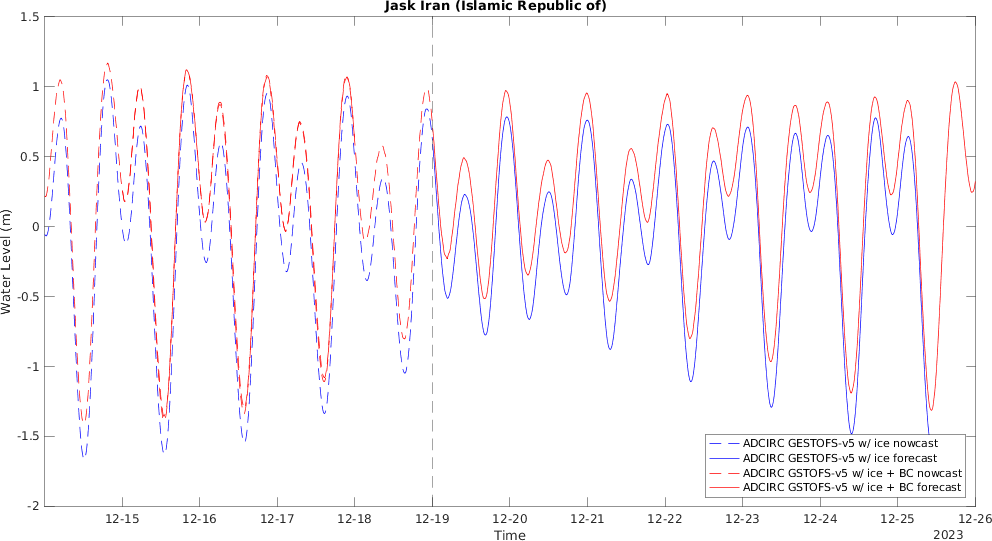 Jask Iran (Islamic Republic of)
Water Level (m)
1.5
1
0.5
0
-0.5
-1
-1.5
-2
ADCIRC GESTOFS-v5 w/ ice nowcast
ADCIRC GESTOFS-v5 w/ ice forecast
ADCIRC GSTOFS-v5 w/ ice + BC nowcast
ADCIRC GSTOFS-v5 w/ ice + BC forecast
12-15 12-16 12-17 12-18 12-19 12-20 12-21 12-22 12-23 12-24 12-25 12-26
Time
2023